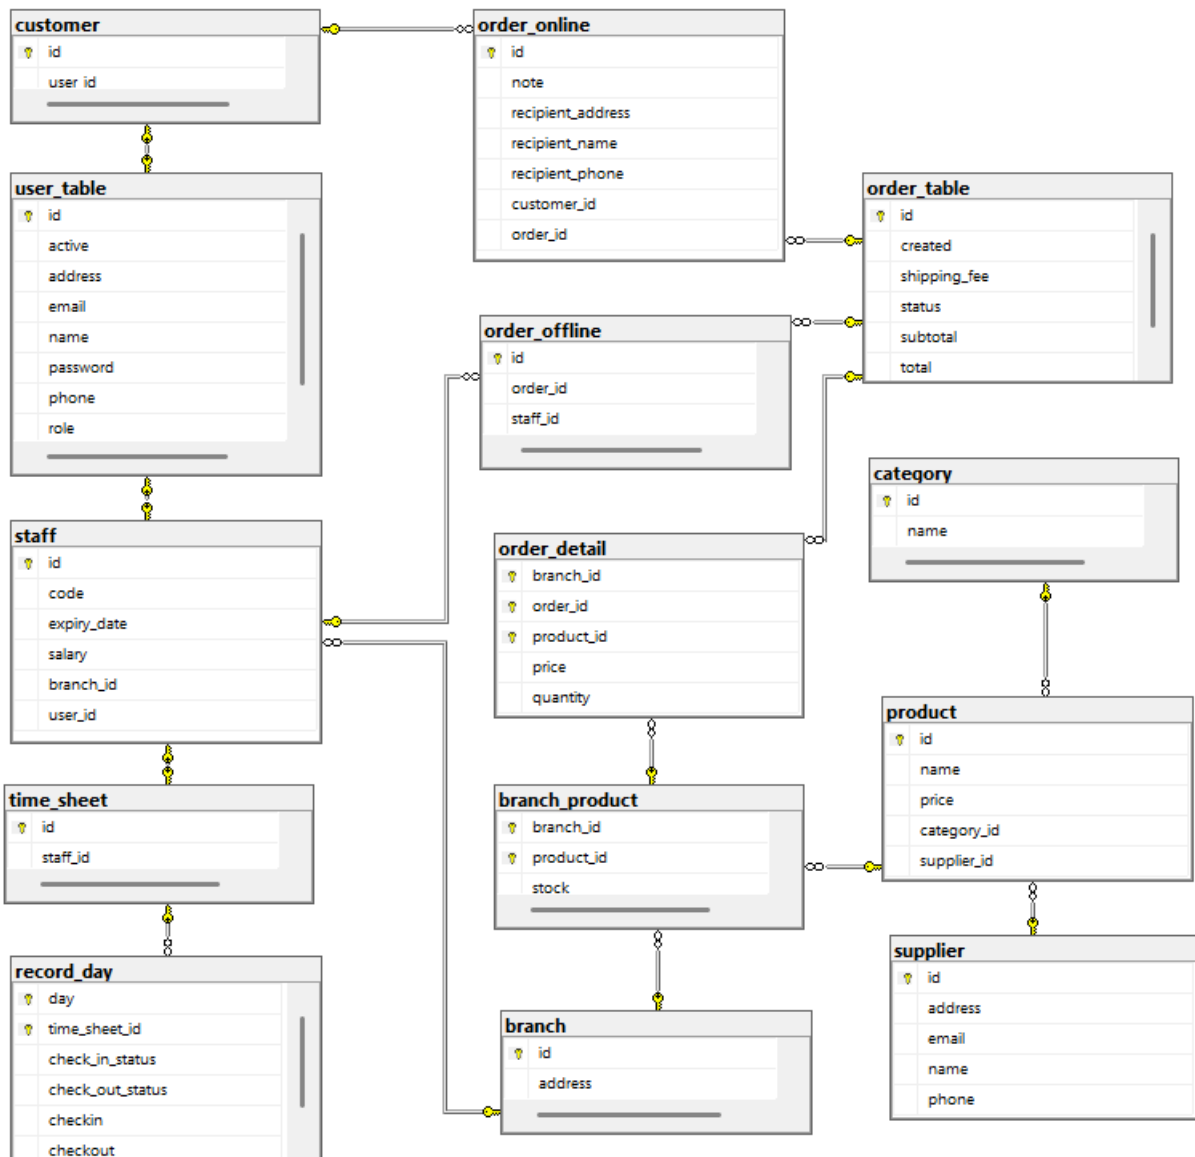 customer
id
user_id
order_online
id
note
recipient_address
recipient_name
recipient_phone
customer_id
order_id
user_table
id
active
address
email
name
password
phone
role
order_table
id
created
shipping_fee
status
subtotal
total
order_offline
id
order_id
staff_id
category
id
name
staff
id
code
expiry_date
salary
branch_id
user_id
order_detail
branch_id
order_id
product_id
price
quantity
product
id
name
price
category_id
supplier_id
time_sheet
id
staff_id
branch_product
branch_id
product_id
stock
supplier
id
address
email
name
phone
record_day
day
time_sheet_id
check_in_status
check_out_status
checkin
checkout
branch
id
address